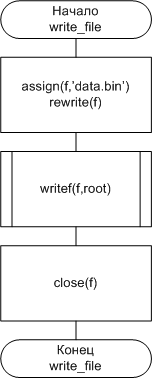 Начало
write_file
assign(f,'data.bin')
rewrite(f)
writef(f,root)
close(f)
Конец
write_file